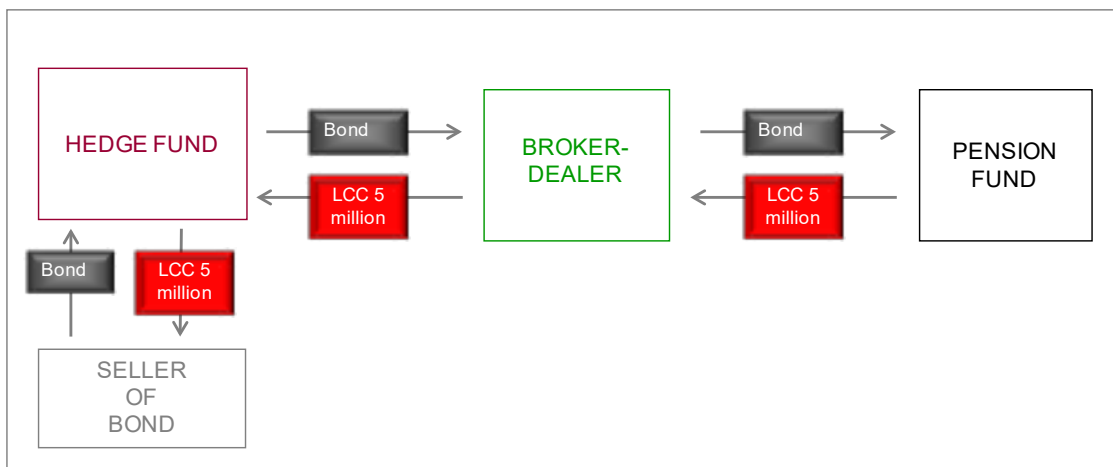 HEDGE FUND
Bond
LCC 5
million
BROKER-
DEALER
Bond
LCC 5
million
PENSION
FUND
Bond
LCC 5
million
SELLER
OF
BOND